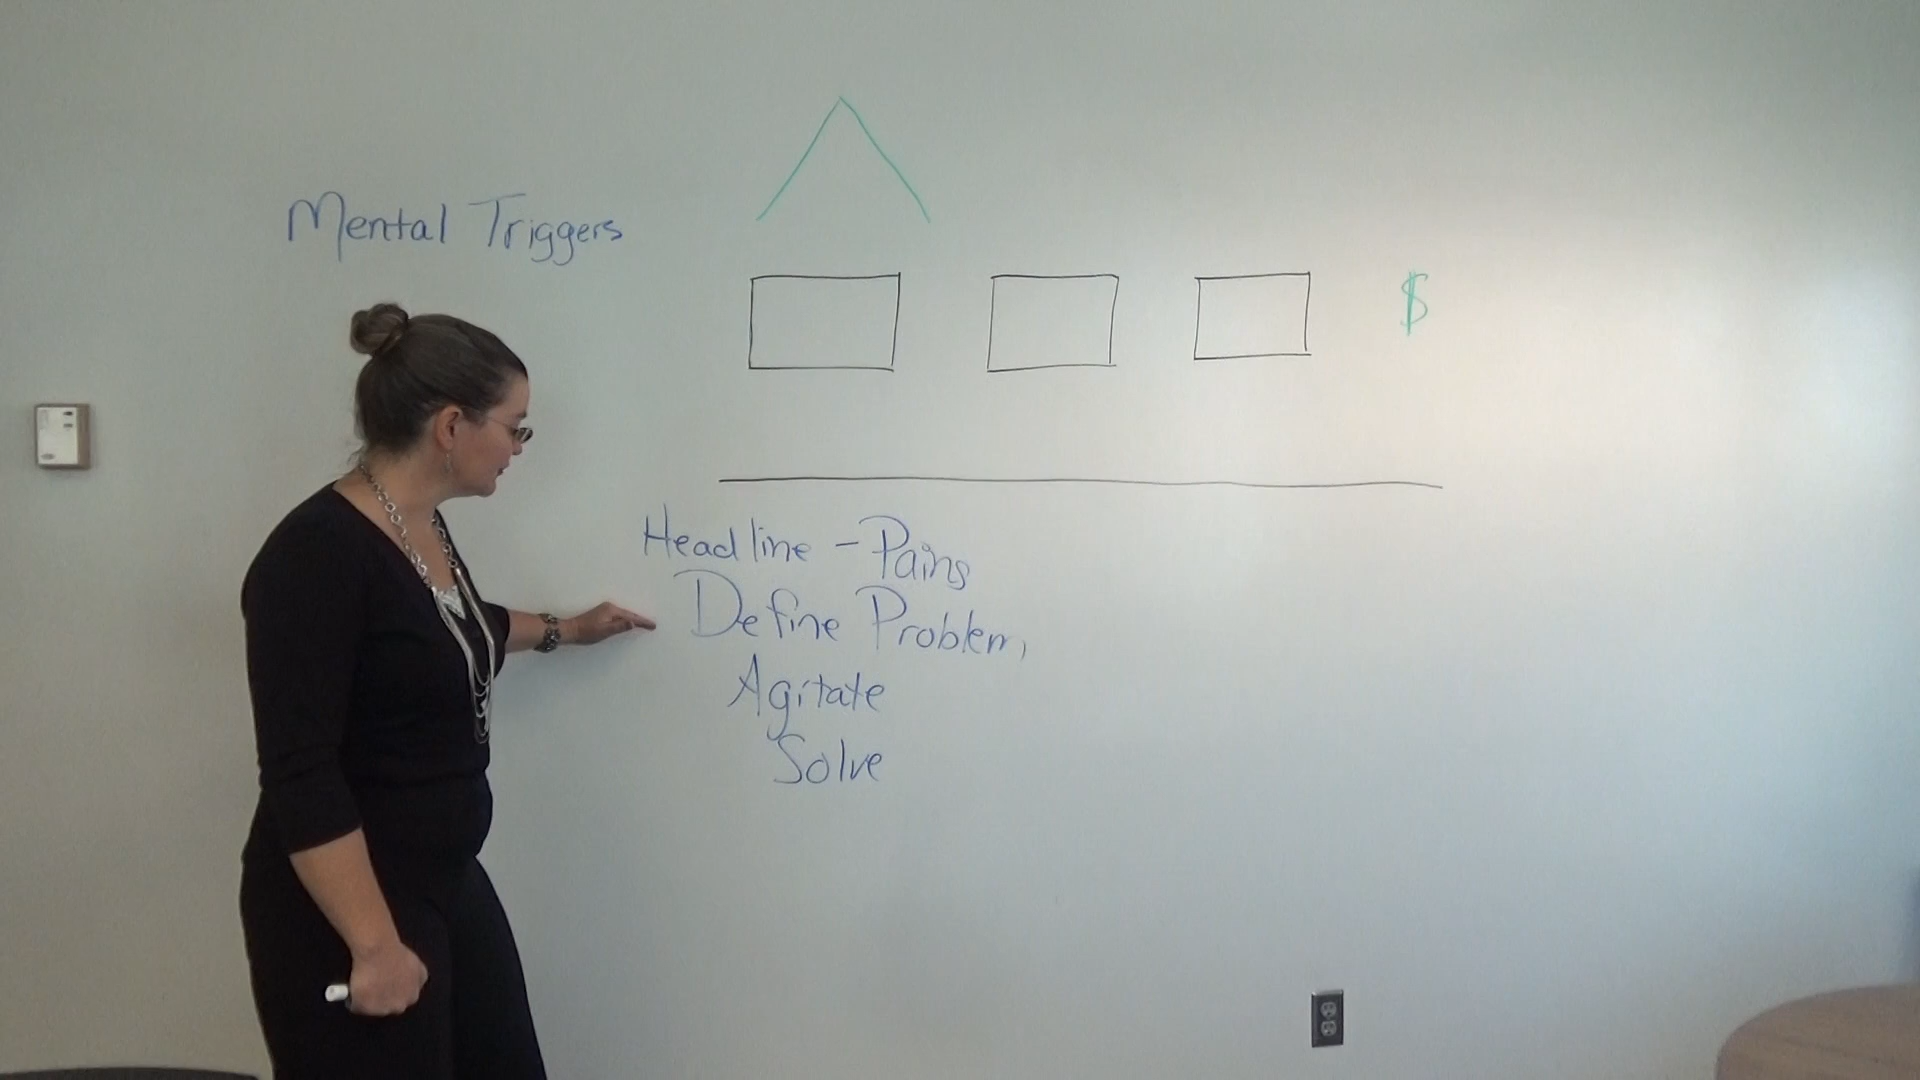 Mental Triggers
$
Headline - Pains
Define Problem,
Agitate
Solve